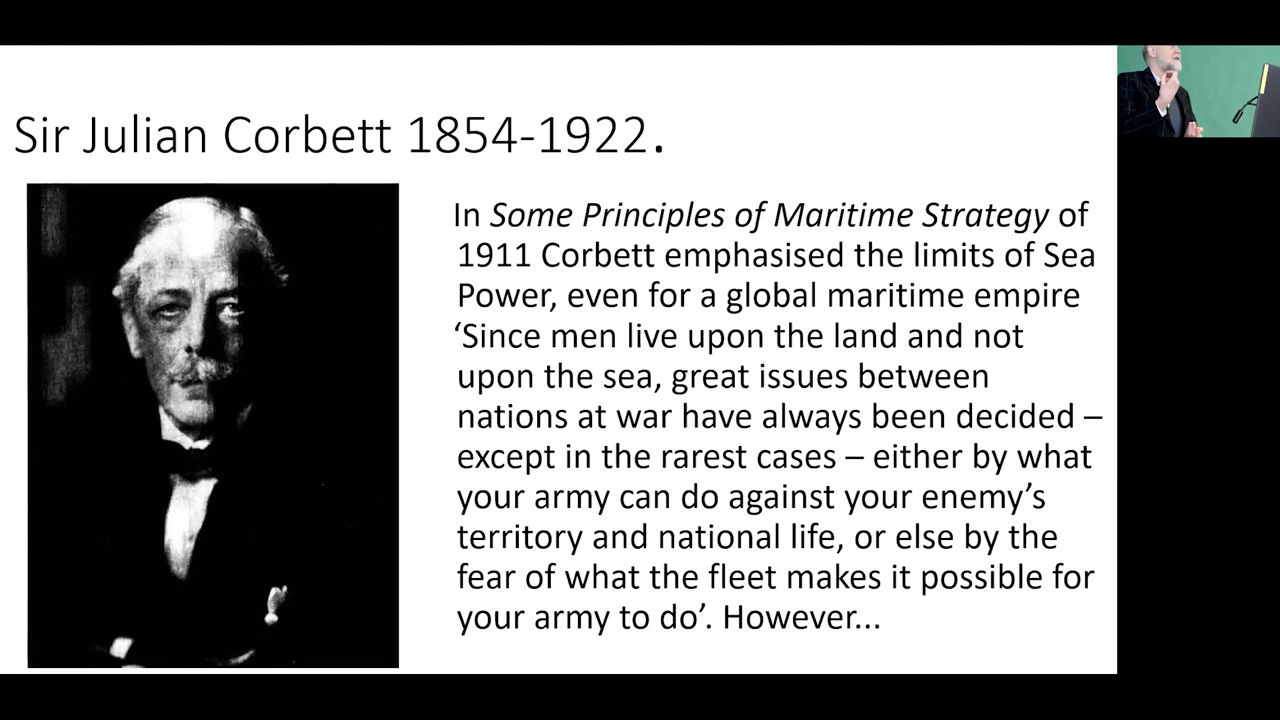 Sir Julian Corbett 1854-1922.
In Some Principles of Maritime Strategy of
1911 Corbett emphasised the limits of Sea
Power, even for a global maritime empire
‘Since men live upon the land and not
upon the sea, great issues between
nations at war have always been decided –
except in the rarest cases – either by what
your army can do against your enemy’s
territory and national life, or else by the
fear of what the fleet makes it possible for
your army to do’. However...